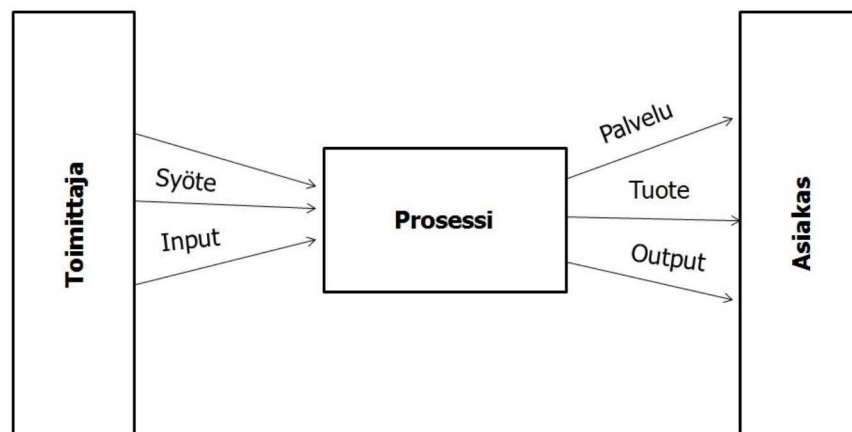 Toimittaja
Syöte
Input
Prosessi
Palvelu
Tuote
Output
Asiakas